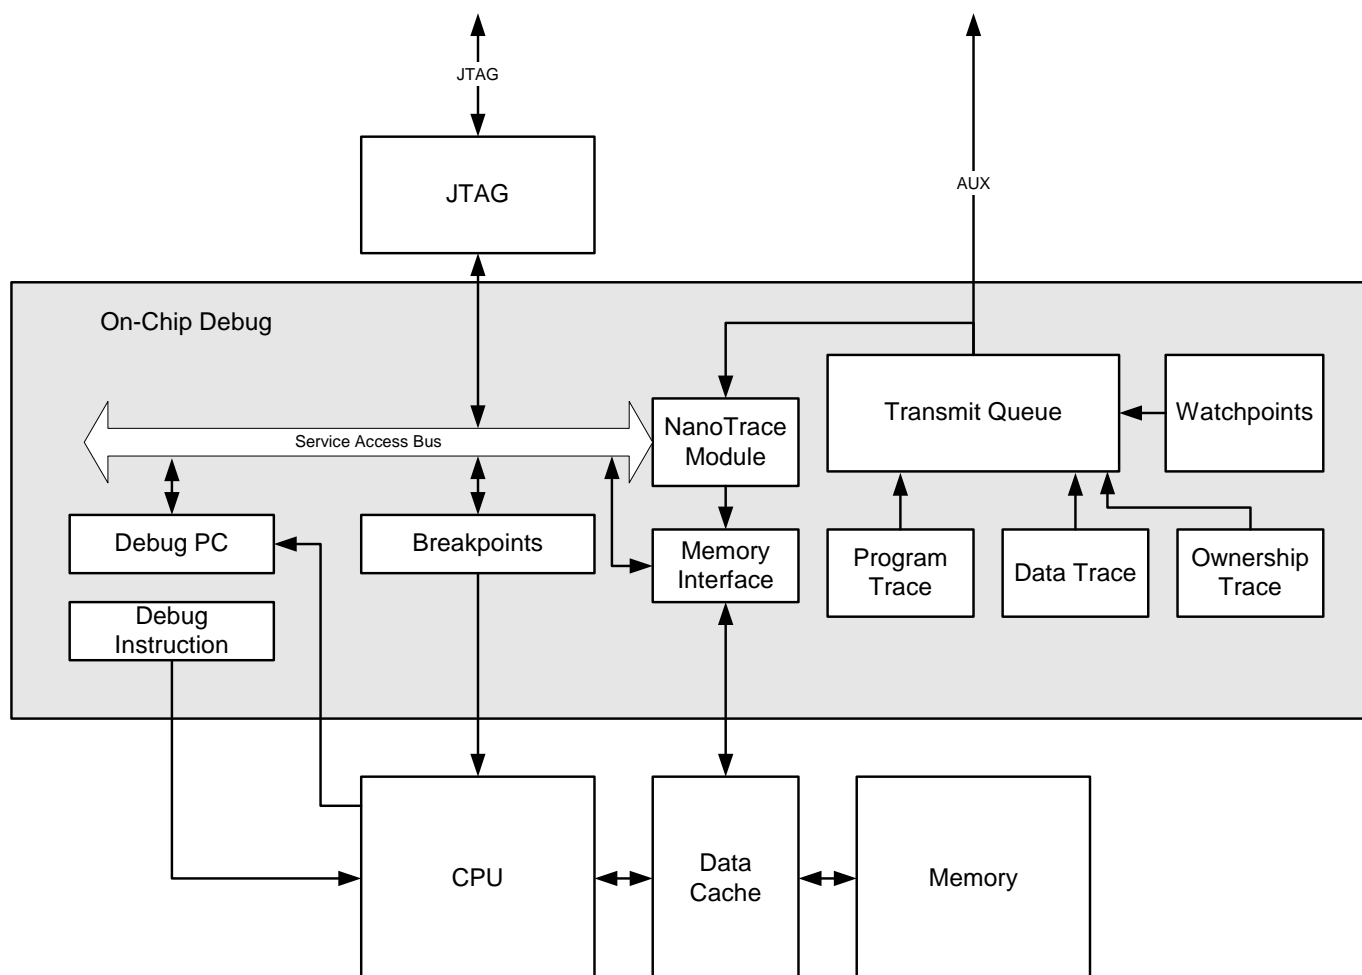 JTAG
JTAG
AUX
On-Chip Debug
Transmit Queue
Watchpoints
NanoTrace
Module
Service Access Bus
Debug PC
Breakpoints
Memory
Interface
Program
Trace
Data Trace
Ownership
Trace
Debug
Instruction
CPU
Data
Cache
Memory